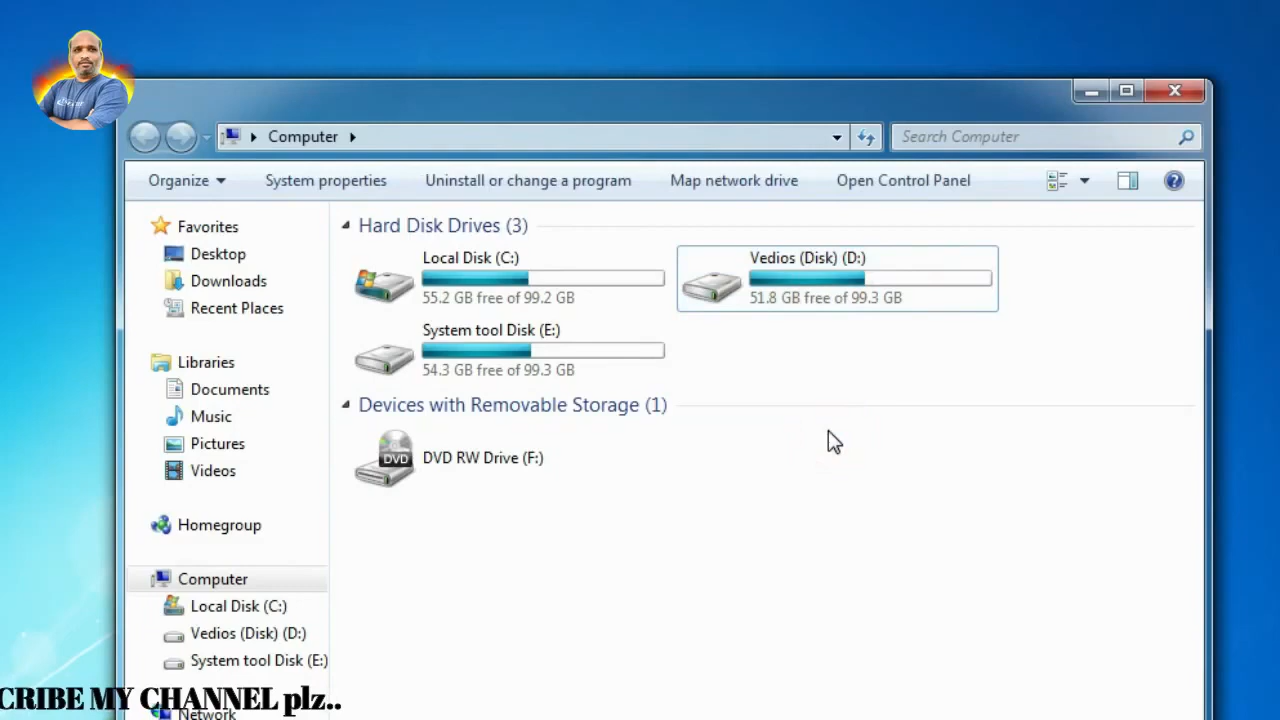 Computer
Search Computer
Organize
System properties
Uninstall or change a program
Map network drive
Open Control Panel
Favorites
Desktop
Downloads
Recent Places
Libraries
Documents
Music
Pictures
Videos
Homegroup
Computer
Local Disk (C:)
Vedios (Disk) (D:)
System tool Disk (E:)
Network
Hard Disk Drives (3)
Local Disk (C:)
55.2 GB free of 99.2 GB
Vedios (Disk) (D:)
51.8 GB free of 99.3 GB
System tool Disk (E:)
54.3 GB free of 99.3 GB
Devices with Removable Storage (1)
DVD
DVD RW Drive (F:)
CRIBE MY CHANNEL plz..